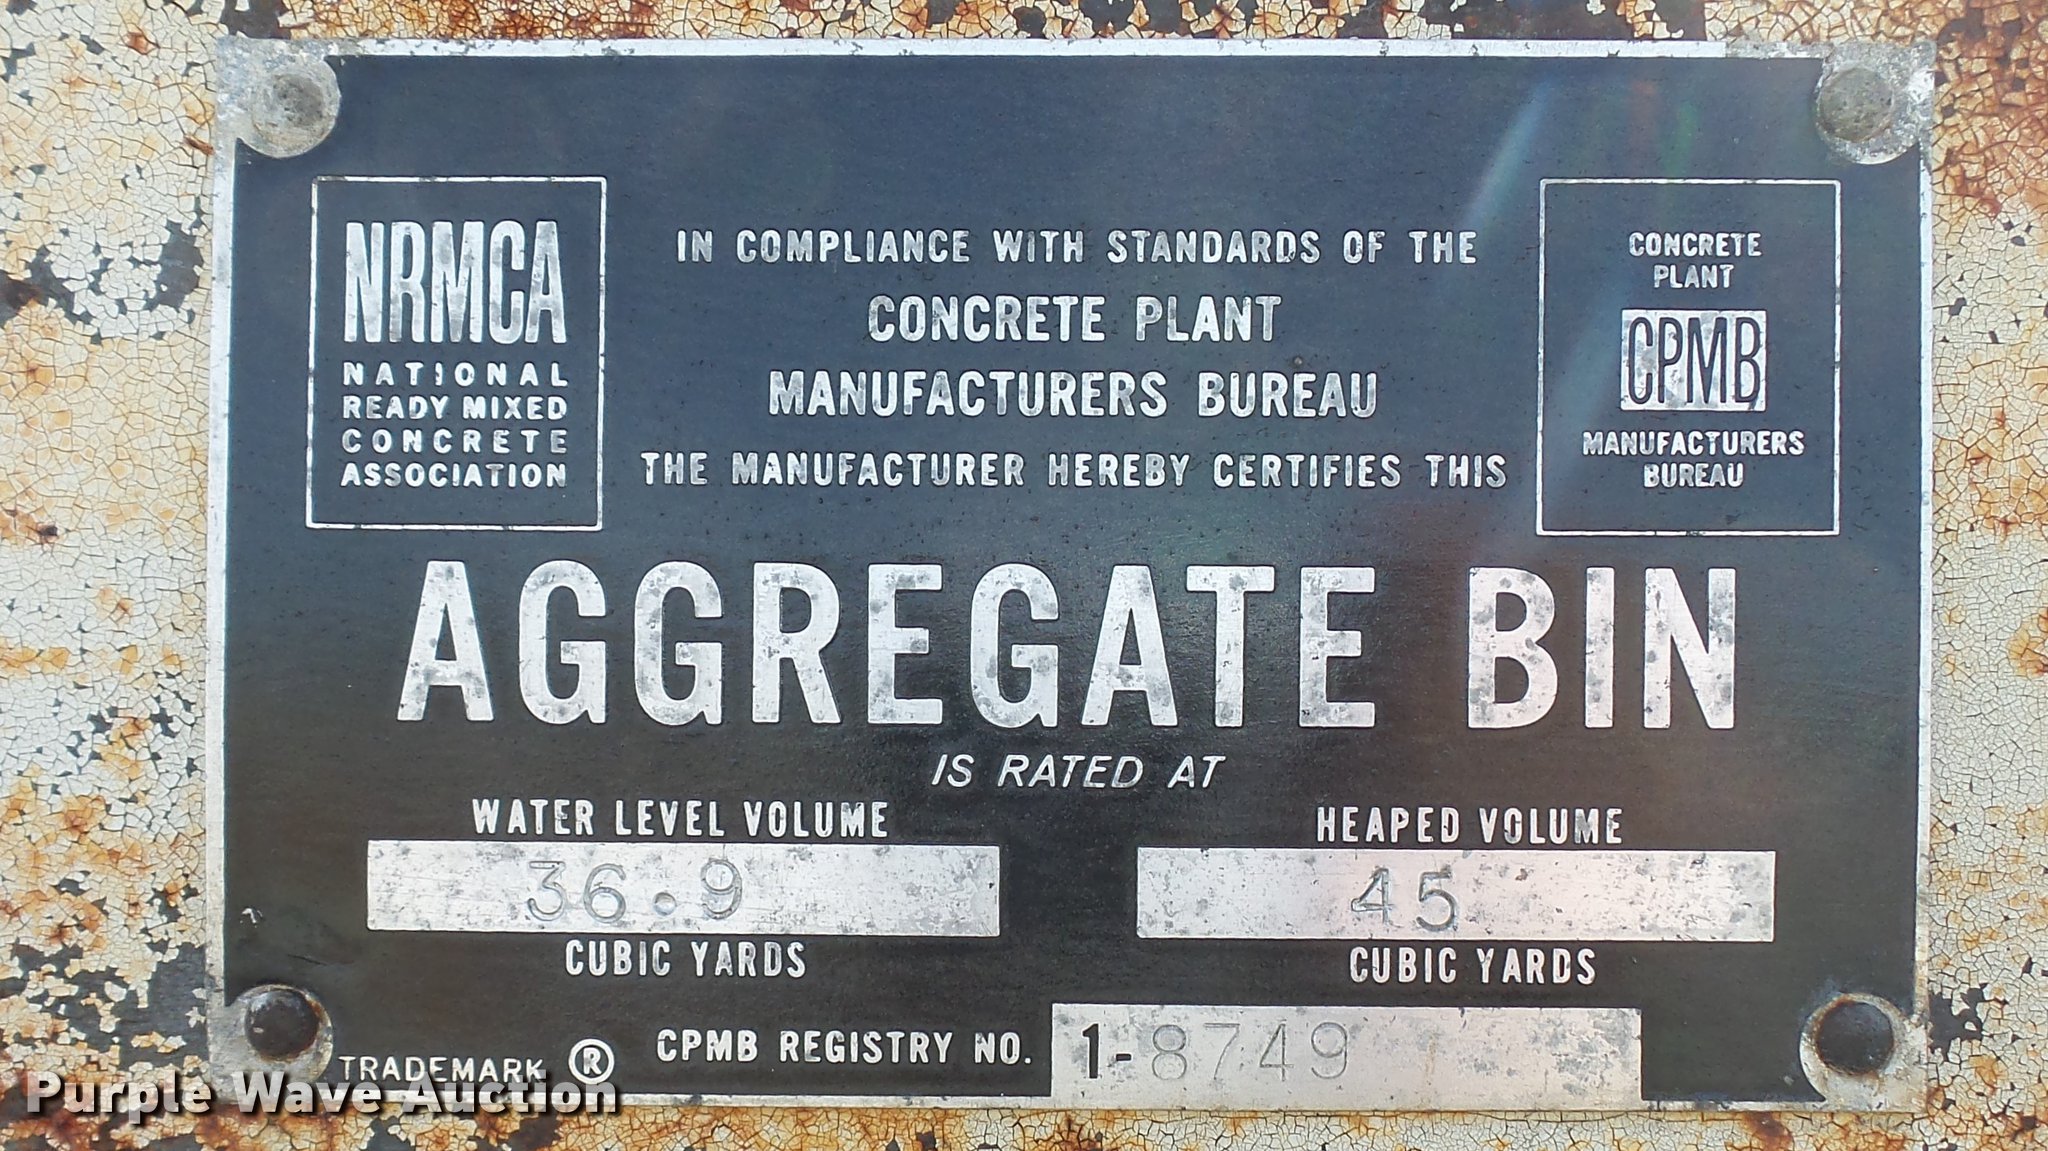 NRMCA
NATIONAL
READY MIXED
CONCRETE
ASSOCIATION
IN COMPLIANCE WITH STANDARDS OF THE
CONCRETE PLANT
MANUFACTURERS BUREAU
THE MANUFACTURER HEREBY CERTIFIES THIS
CONCRETE
PLANT
CPMB
MANUFACTURERS
BUREAU
AGGREGATE BIN
IS RATED AT
WATER LEVEL VOLUME
36.9
CUBIC YARDS
HEAPED VOLUME
45
CUBIC YARDS
TRADEMARK ®
CPMB REGISTRY NO. 1-8749
Purple Wave Auction